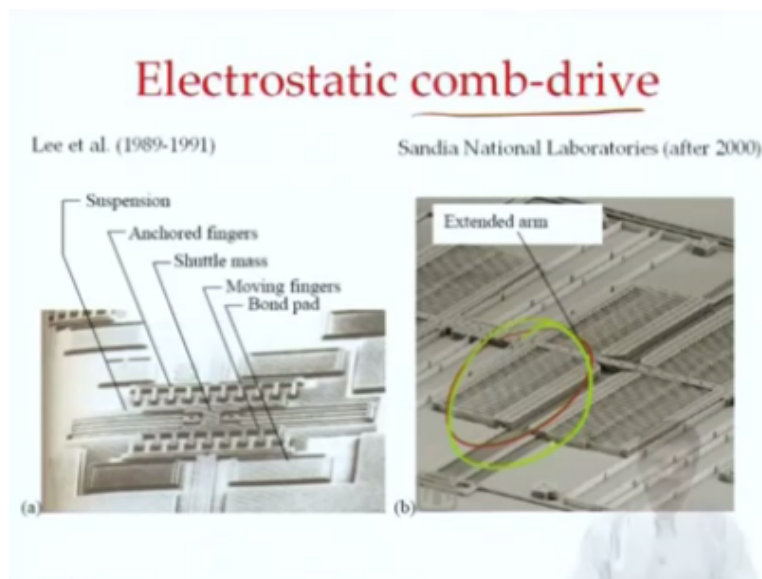 Electrostatic comb-drive
Lee et al. (1989-1991)
Sandia National Laboratories (after 2000)
Suspension
Anchored fingers
Shuttle mass
Moving fingers
Bond pad
Extended arm
(a)
(b)